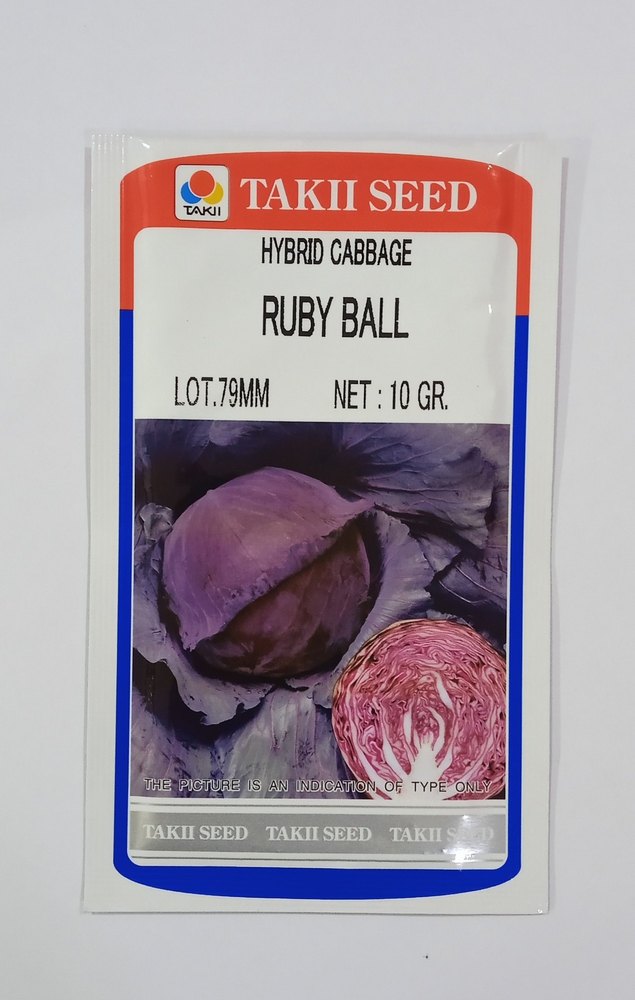 TAKII
TAKII SEED
HYBRID CABBAGE
RUBY BALL
LOT.79MM NET : 10 GR.
THE PICTURE IS AN INDICATION OF TYPE ONLY
TAKII SEED TAKII SEED TAKII SEED